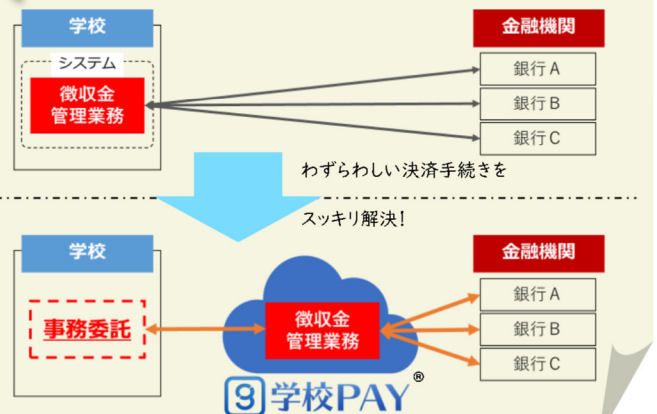 学校
金融機関
システム
徴収金
管理業務
銀行A
銀行B
銀行C
わずらわしい決済手続きを
スッキリ解決!
学校
金融機関
事務委託
徴収金
管理業務
銀行A
銀行B
銀行C
学校PAY®